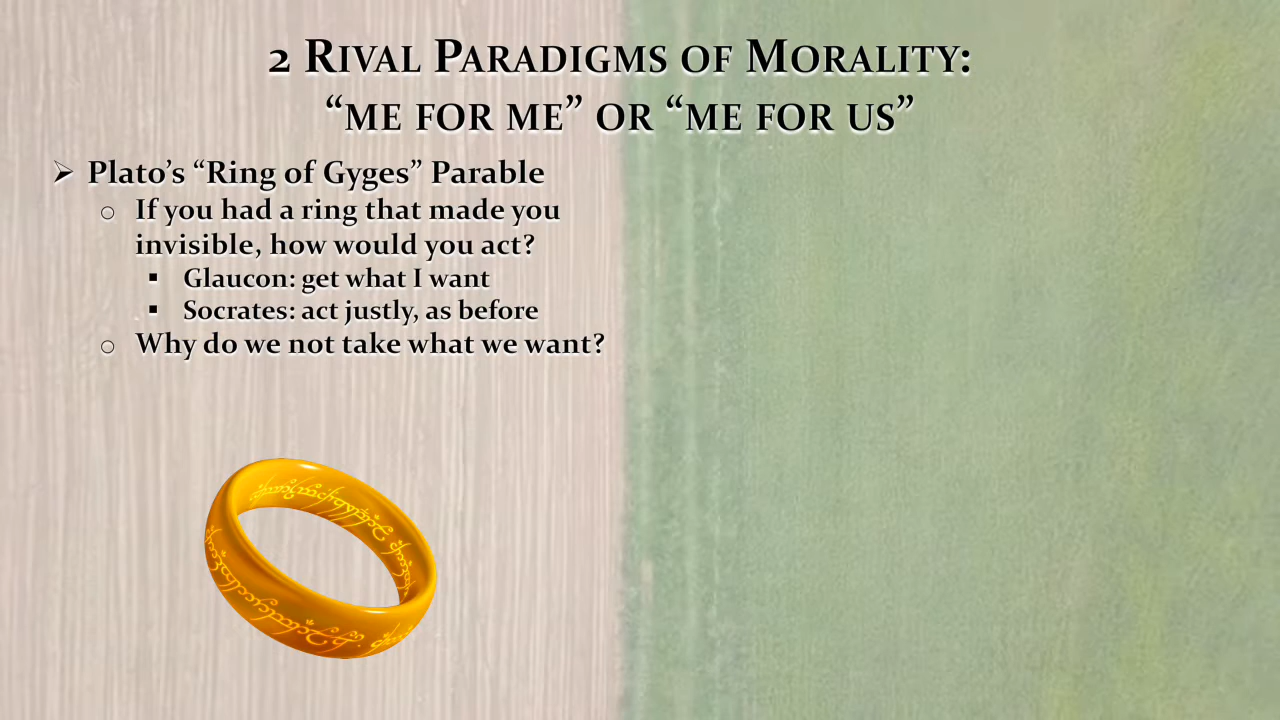 2 Rival Paradigms of Morality:
“me for me” or “me for us”
➢ Plato’s “Ring of Gyges” Parable
o If you had a ring that made you
invisible, how would you act?
▪ Glaucon: get what I want
▪ Socrates: act justly, as before
o Why do we not take what we want?